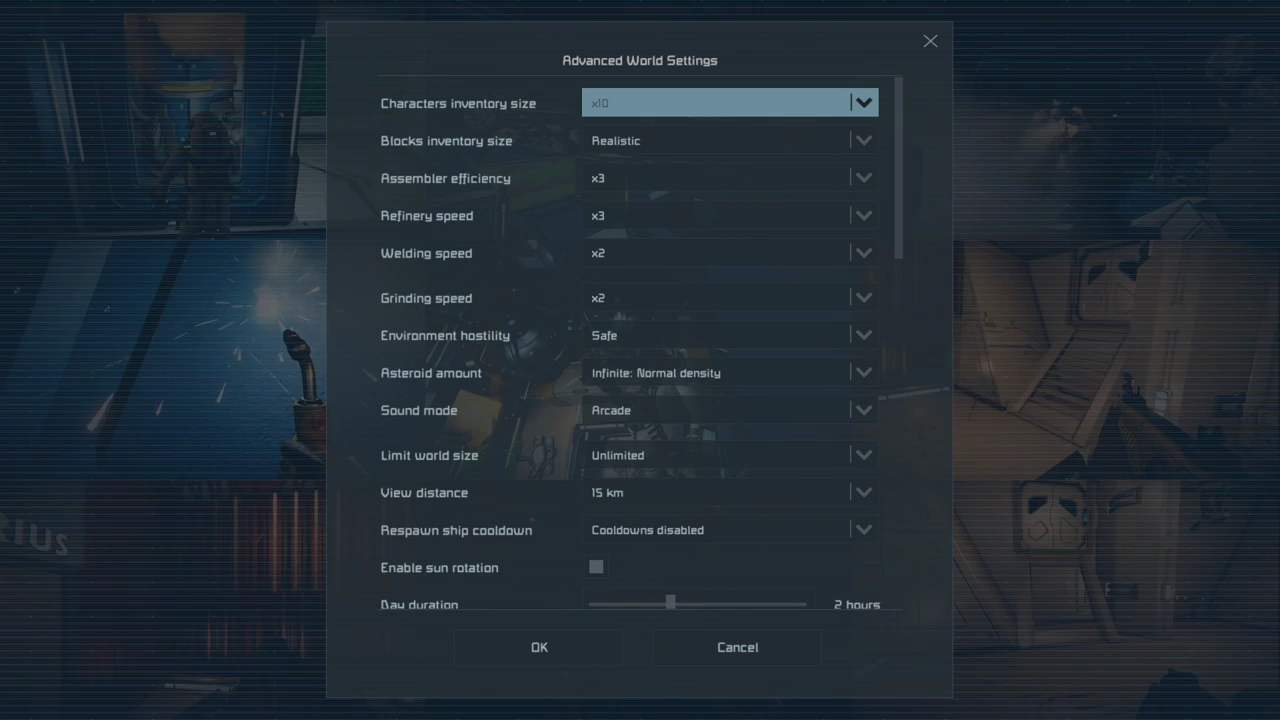 Advanced World Settings
Characters inventory size x10
Blocks inventory size Realistic
Assembler efficiency x3
Refinery speed x3
Welding speed x2
Grinding speed x2
Environment hostility Safe
Asteroid amount Infinite: Normal density
Sound mode Arcade
Limit world size Unlimited
View distance 15 km
Respawn ship cooldown Cooldowns disabled
Enable sun rotation
Day duration 2 hours
OK Cancel